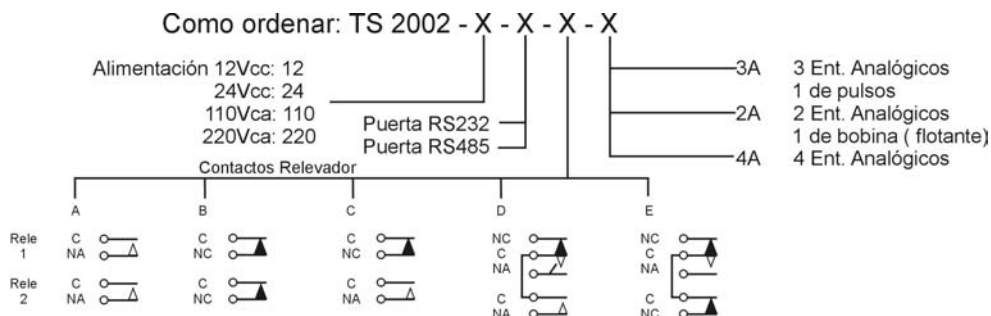 Como ordenar: TS 2002 - X - X - X - X
Alimentación 12Vcc: 12
24Vcc: 24
110Vca: 110
220Vca: 220
Puerta RS232
Puerta RS485
3A 3 Ent. Analógicos
1 de pulsos
2A 2 Ent. Analógicos
1 de bobina ( flotante)
4A 4 Ent. Analógicos
Contactos Relevador
A B C D E
Rele 1
C NA
C NC
C NC
NC C NA
NC C NA
Rele 2
C NA
C NC
C NA
C NA
C NC